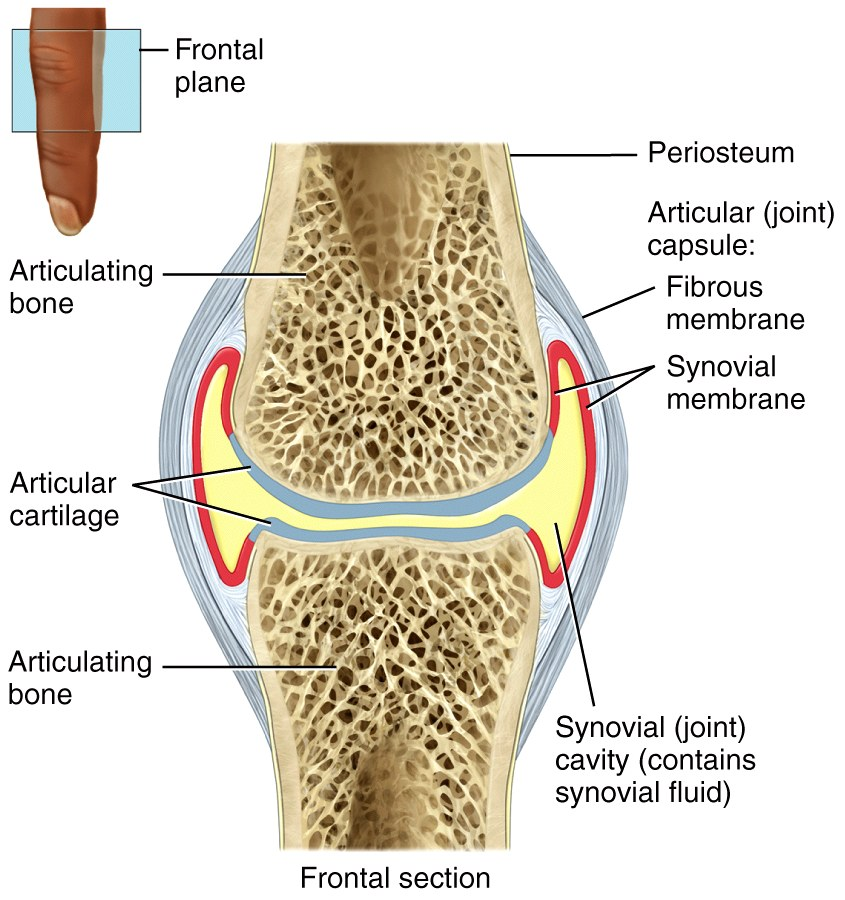 Frontal
plane
Periosteum
Articular (joint)
capsule:
Fibrous
membrane
Synovial
membrane
Articulating
bone
Articular
cartilage
Articulating
bone
Synovial (joint)
cavity (contains
synovial fluid)
Frontal section